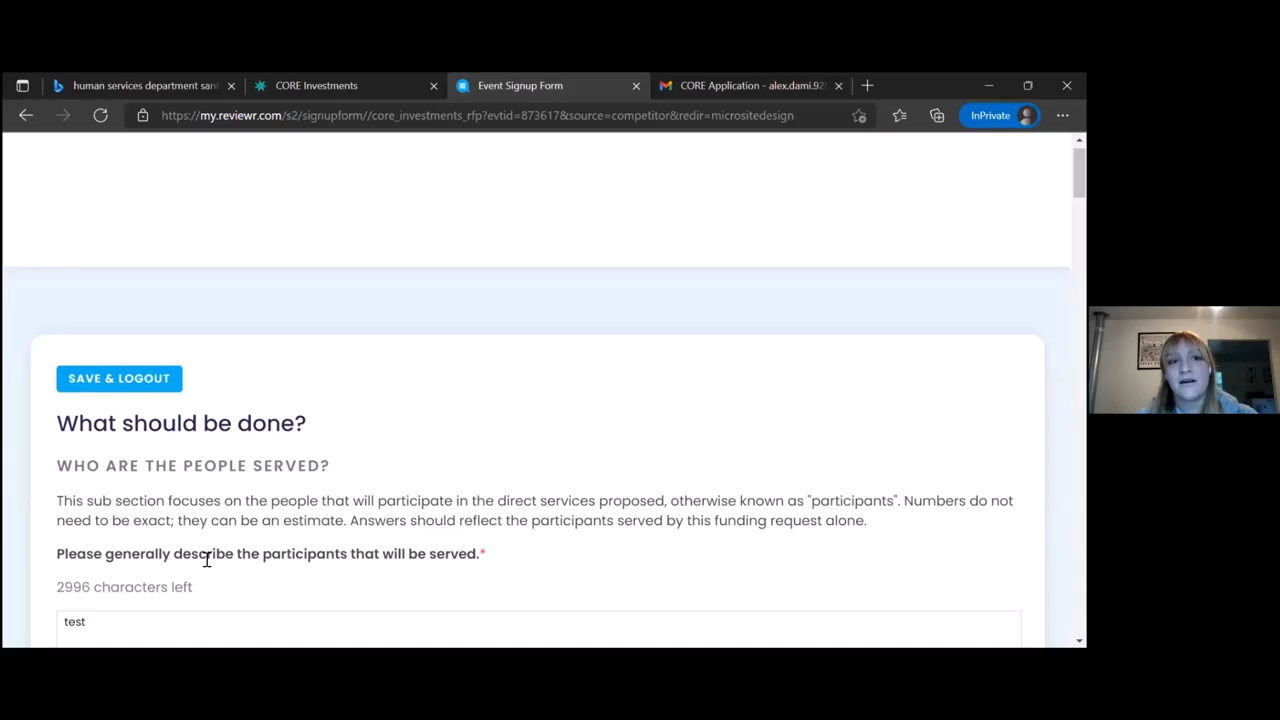 human services department sant
CORE Investments
Event Signup Form
CORE Application - alex.dami.92
https://my.reviewr.com/s2/signupform//core_investments_rfp?evtid=873617&source=competitor&redir=micrositedesign
InPrivate
SAVE & LOGOUT
What should be done?
WHO ARE THE PEOPLE SERVED?
This sub section focuses on the people that will participate in the direct services proposed, otherwise known as "participants". Numbers do not
need to be exact; they can be an estimate. Answers should reflect the participants served by this funding request alone.
Please generally describe the participants that will be served.*
2996 characters left
test